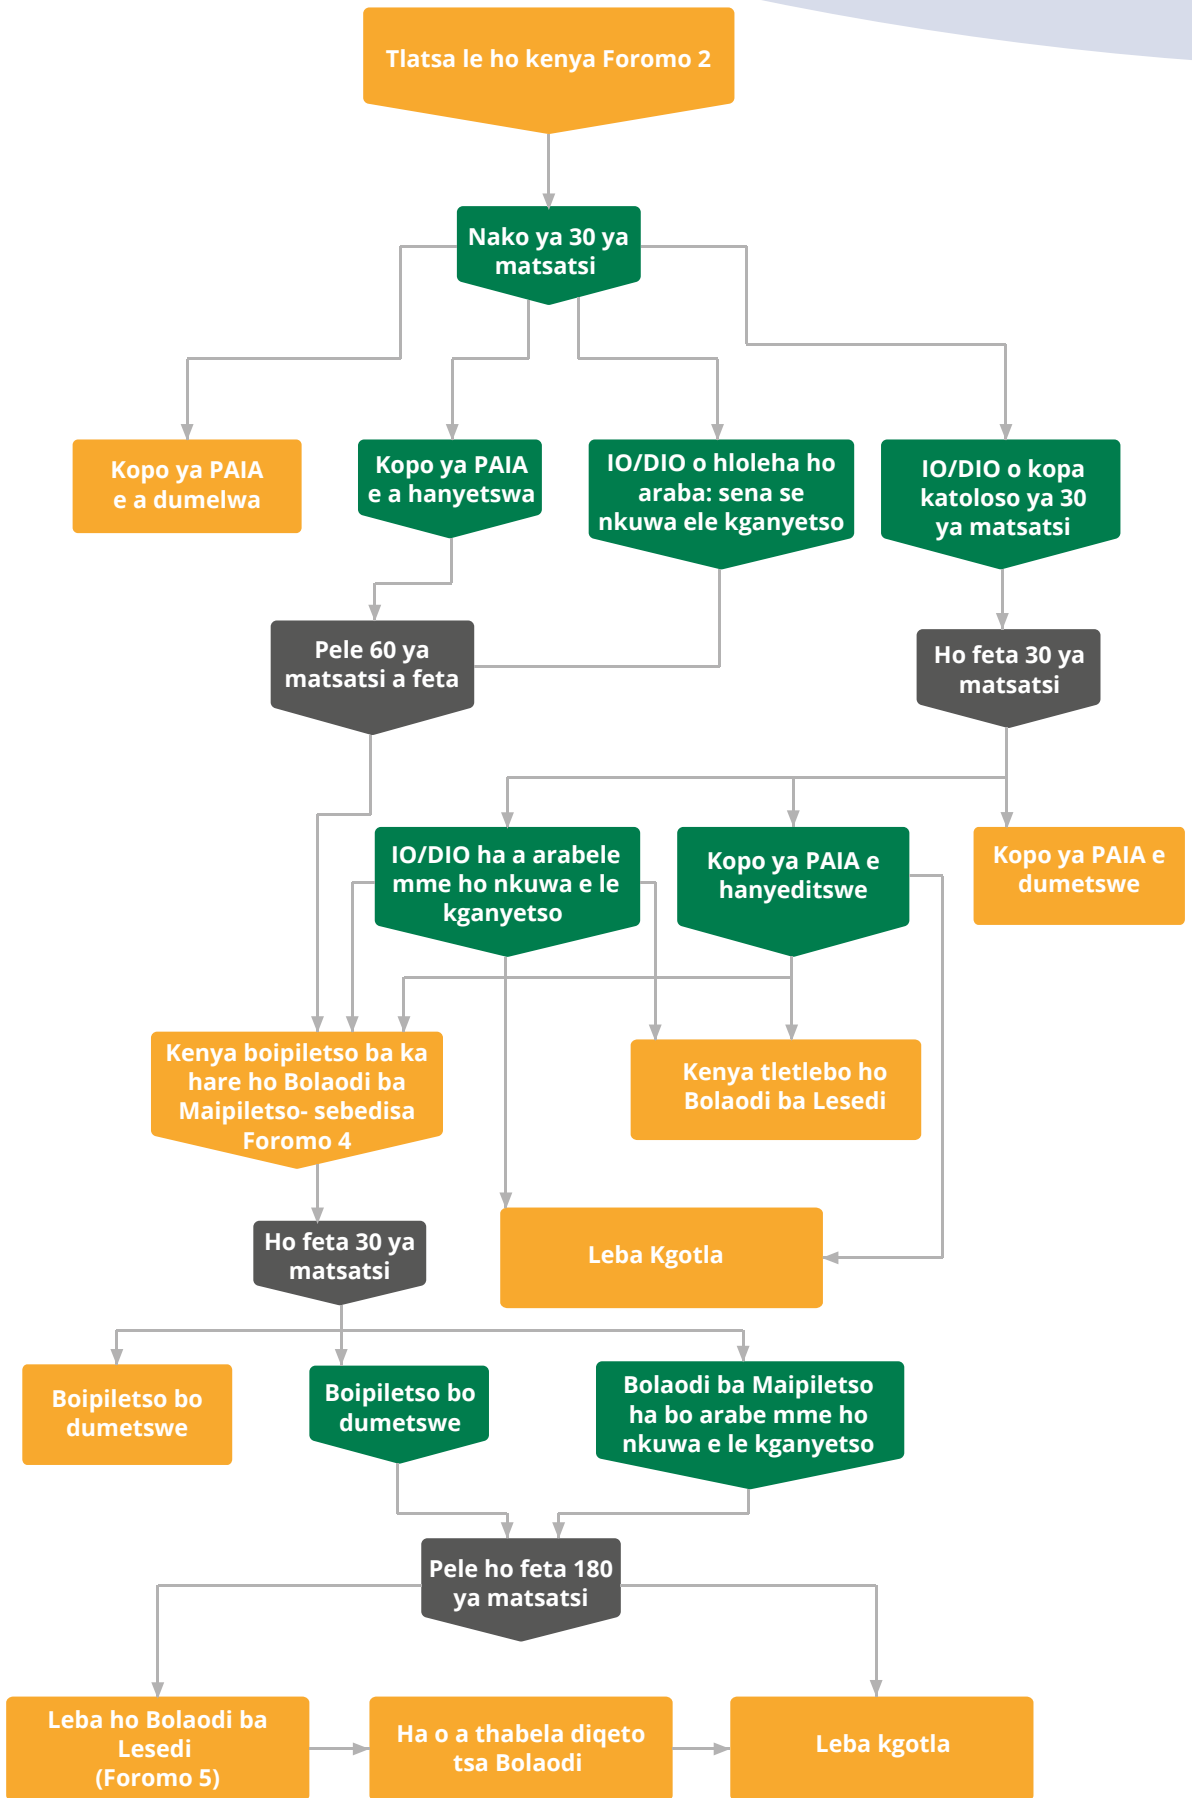 Tlatsa le ho kenya Foromo 2
Nako ya 30 ya
matsatsi
Kopo ya PAIA
e a dumelwa
Kopo ya PAIA
e a hanyetswa
IO/DIO o hloleha ho
araba: sena se
nkuwa ele kganyetso
IO/DIO o kopa
katoloso ya 30
ya matsatsi
Pele 60 ya
matsatsi a feta
Ho feta 30 ya
matsatsi
IO/DIO ha a arabele
mme ho nkuwa e le
kganyetso
Kopo ya PAIA e
hanyeditswe
Kopo ya PAIA e
dumetswe
Kenya boipiletso ba ka
hare ho Bolaodi ba
Maipiletso- sebedisa
Foromo 4
Kenya tletlebo ho
Bolaodi ba Lesedi
Leba Kgotla
Ho feta 30 ya
matsatsi
Boipiletso bo
dumetswe
Boipiletso bo
dumetswe
Bolaodi ba Maipiletso
ha bo arabe mme ho
nkuwa e le kganyetso
Pele ho feta 180
ya matsatsi
Leba ho Bolaodi ba
Lesedi
(Foromo 5)
Ha o a thabela diqeto
tsa Bolaodi
Leba kgotla